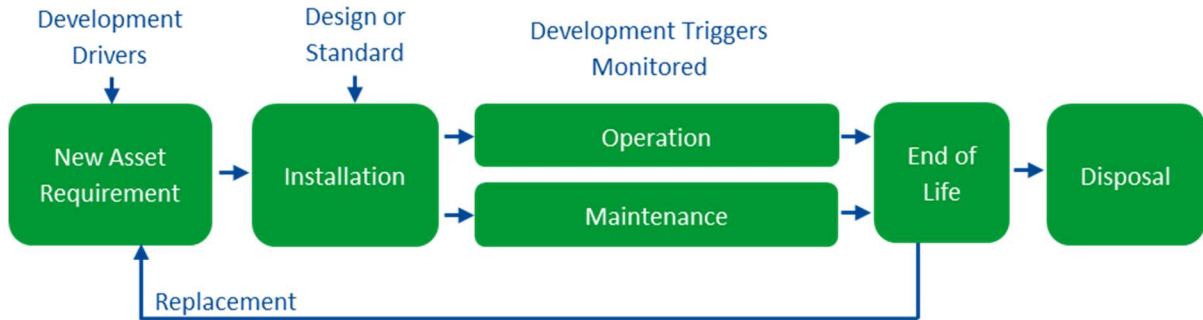 Development
Drivers
Design or
Standard
Development Triggers
Monitored
New Asset
Requirement
Installation
Operation
Maintenance
End of
Life
Disposal
Replacement